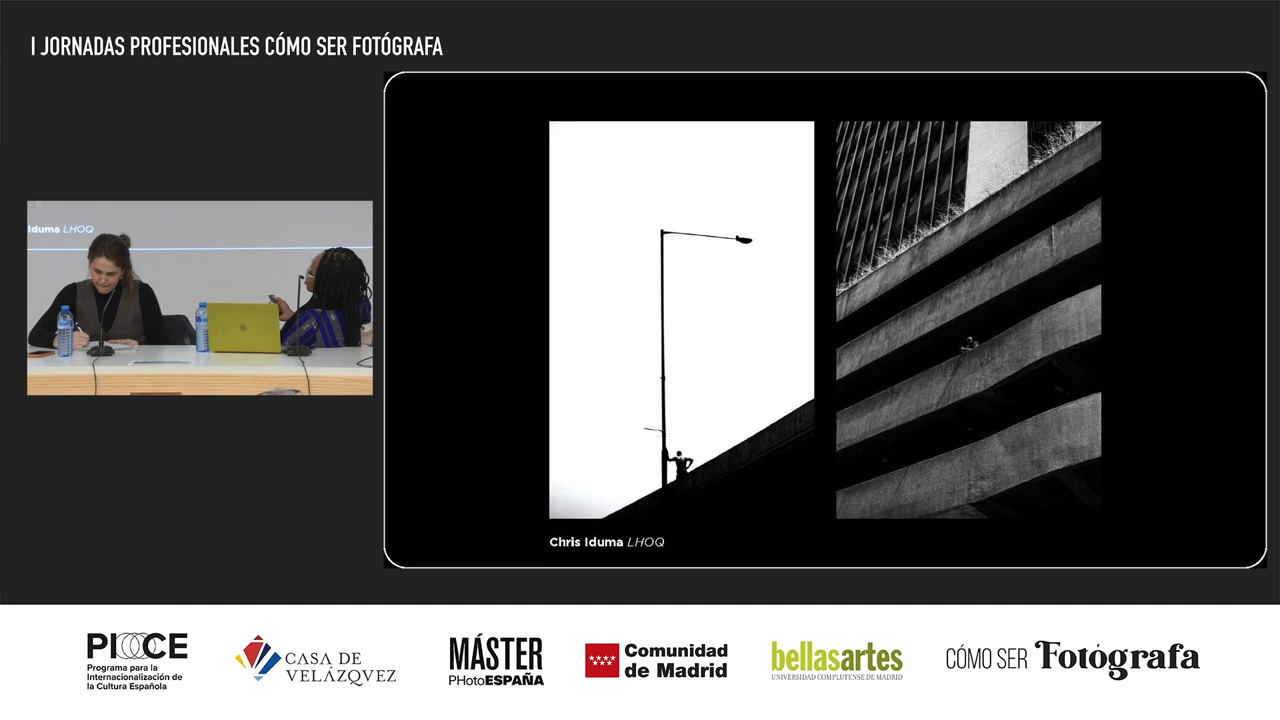 I JORNADAS PROFESIONALES CÓMO SER FOTÓGRAFA
Iduma LHOQ
Chris Iduma LHOQ
PICE
Programa para la
Internacionalización de
la Cultura Española
CASA DE
VELÁZQVEZ
MÁSTER
PHotoESPAÑA
Comunidad
de Madrid
bellasartes
UNIVERSIDAD COMPLUTENSE DE MADRID
CÓMO SER Fotógrafa